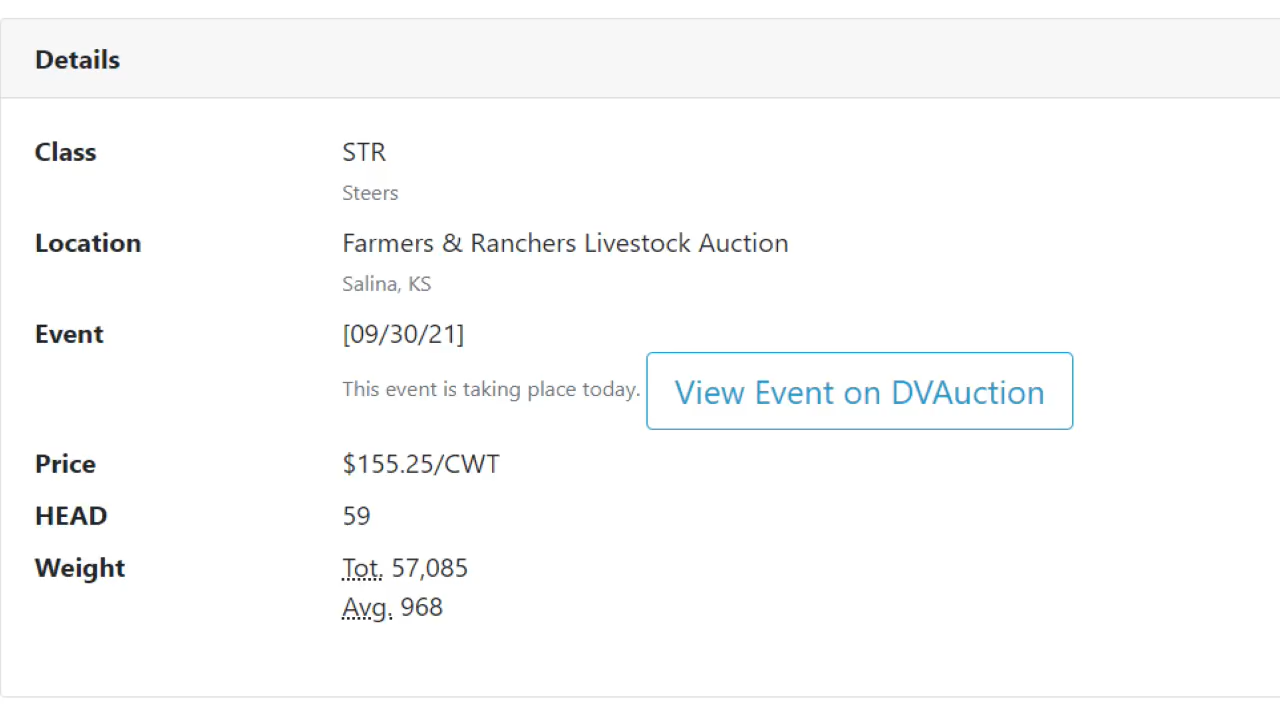 Details
Class STR
Steers
Location Farmers & Ranchers Livestock Auction
Salina, KS
Event [09/30/21]
This event is taking place today. View Event on DVAuction
Price $155.25/CWT
HEAD 59
Weight Tot. 57,085
Avg. 968